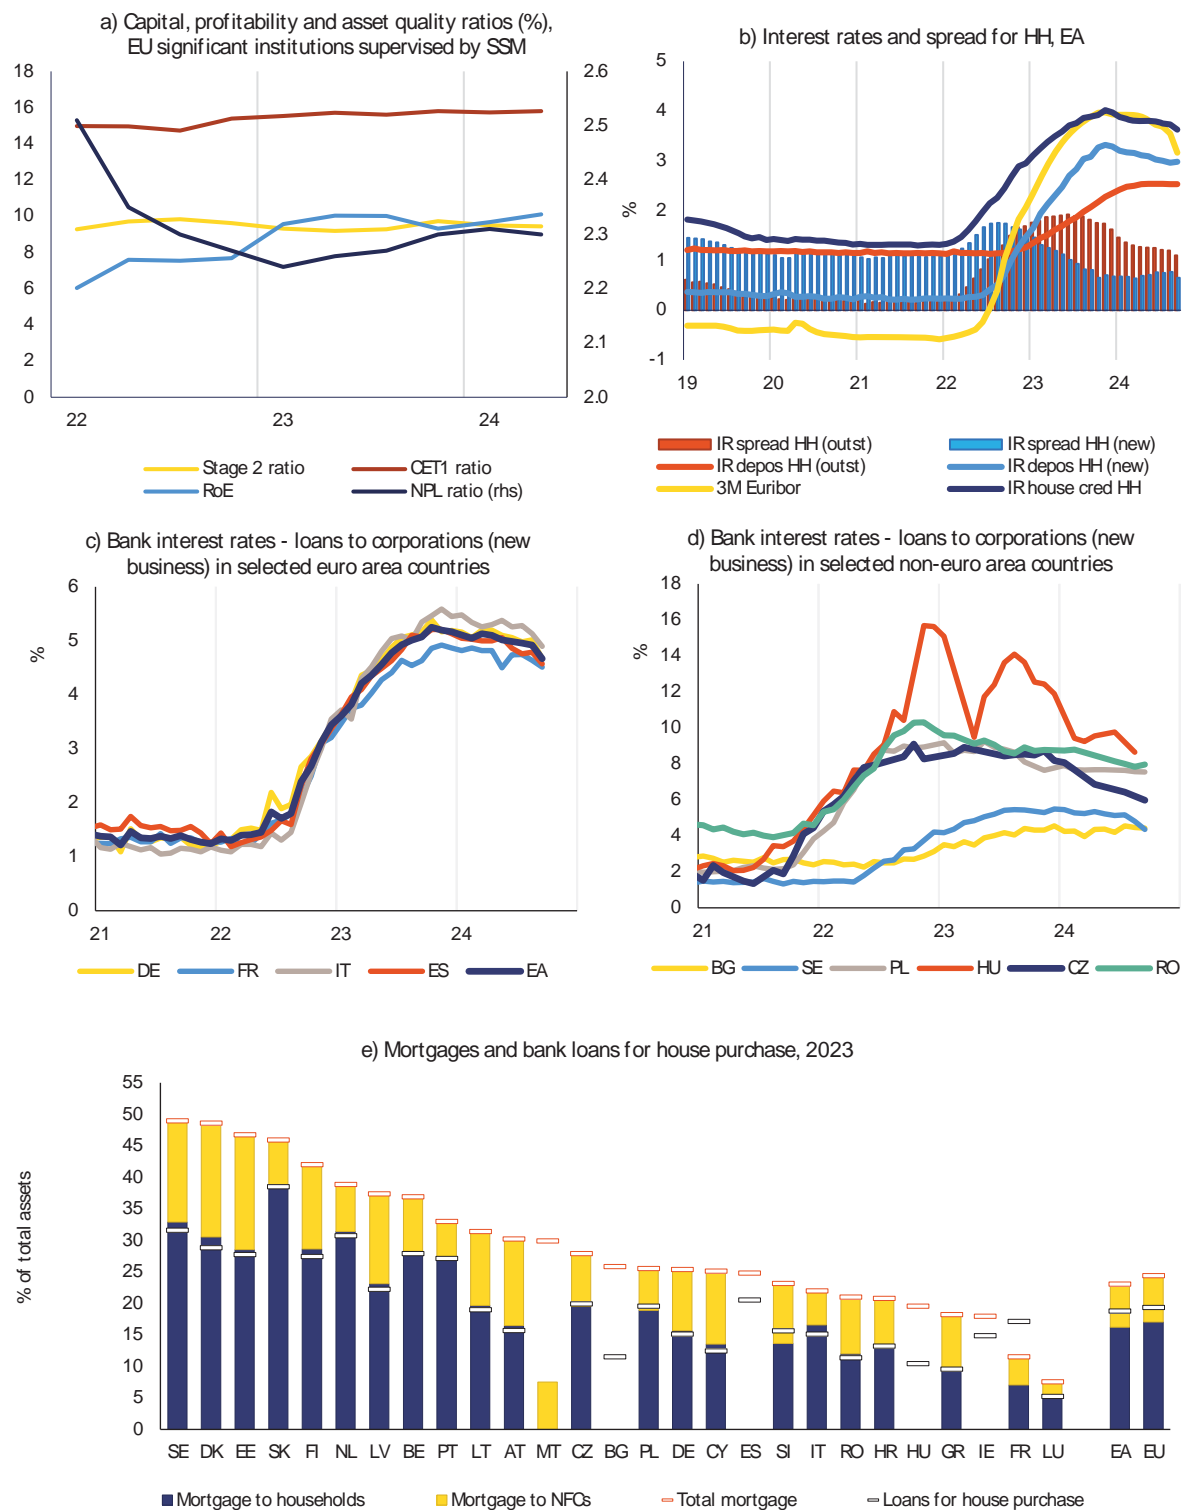 a) Capital, profitability and asset quality ratios (%),
EU significant institutions supervised by SSM
18
16
14
12
10
8
6
4
2
0
2.6
2.5
2.4
2.3
2.2
2.1
2.0
22
23
24
Stage 2 ratio
CET1 ratio
RoE
NPL ratio (rhs)
b) Interest rates and spread for HH, EA
%
5
4
3
2
1
0
-1
19
20
21
22
23
24
IR spread HH (outst)
IR spread HH (new)
IR depos HH (outst)
IR depos HH (new)
3M Euribor
IR house cred HH
c) Bank interest rates - loans to corporations (new
business) in selected euro area countries
%
6
5
4
3
2
1
0
21
22
23
24
DE
FR
IT
ES
EA
d) Bank interest rates - loans to corporations (new
business) in selected non-euro area countries
%
18
16
14
12
10
8
6
4
2
0
21
22
23
24
BG
SE
PL
HU
CZ
RO
e) Mortgages and bank loans for house purchase, 2023
% of total assets
55
50
45
40
35
30
25
20
15
10
5
0
SE DK EE SK FI NL LV BE PT LT AT MT CZ BG PL DE CY ES SI IT RO HR HU GR IE FR LU EA EU
Mortgage to households
Mortgage to NFCs
Total mortgage
Loans for house purchase